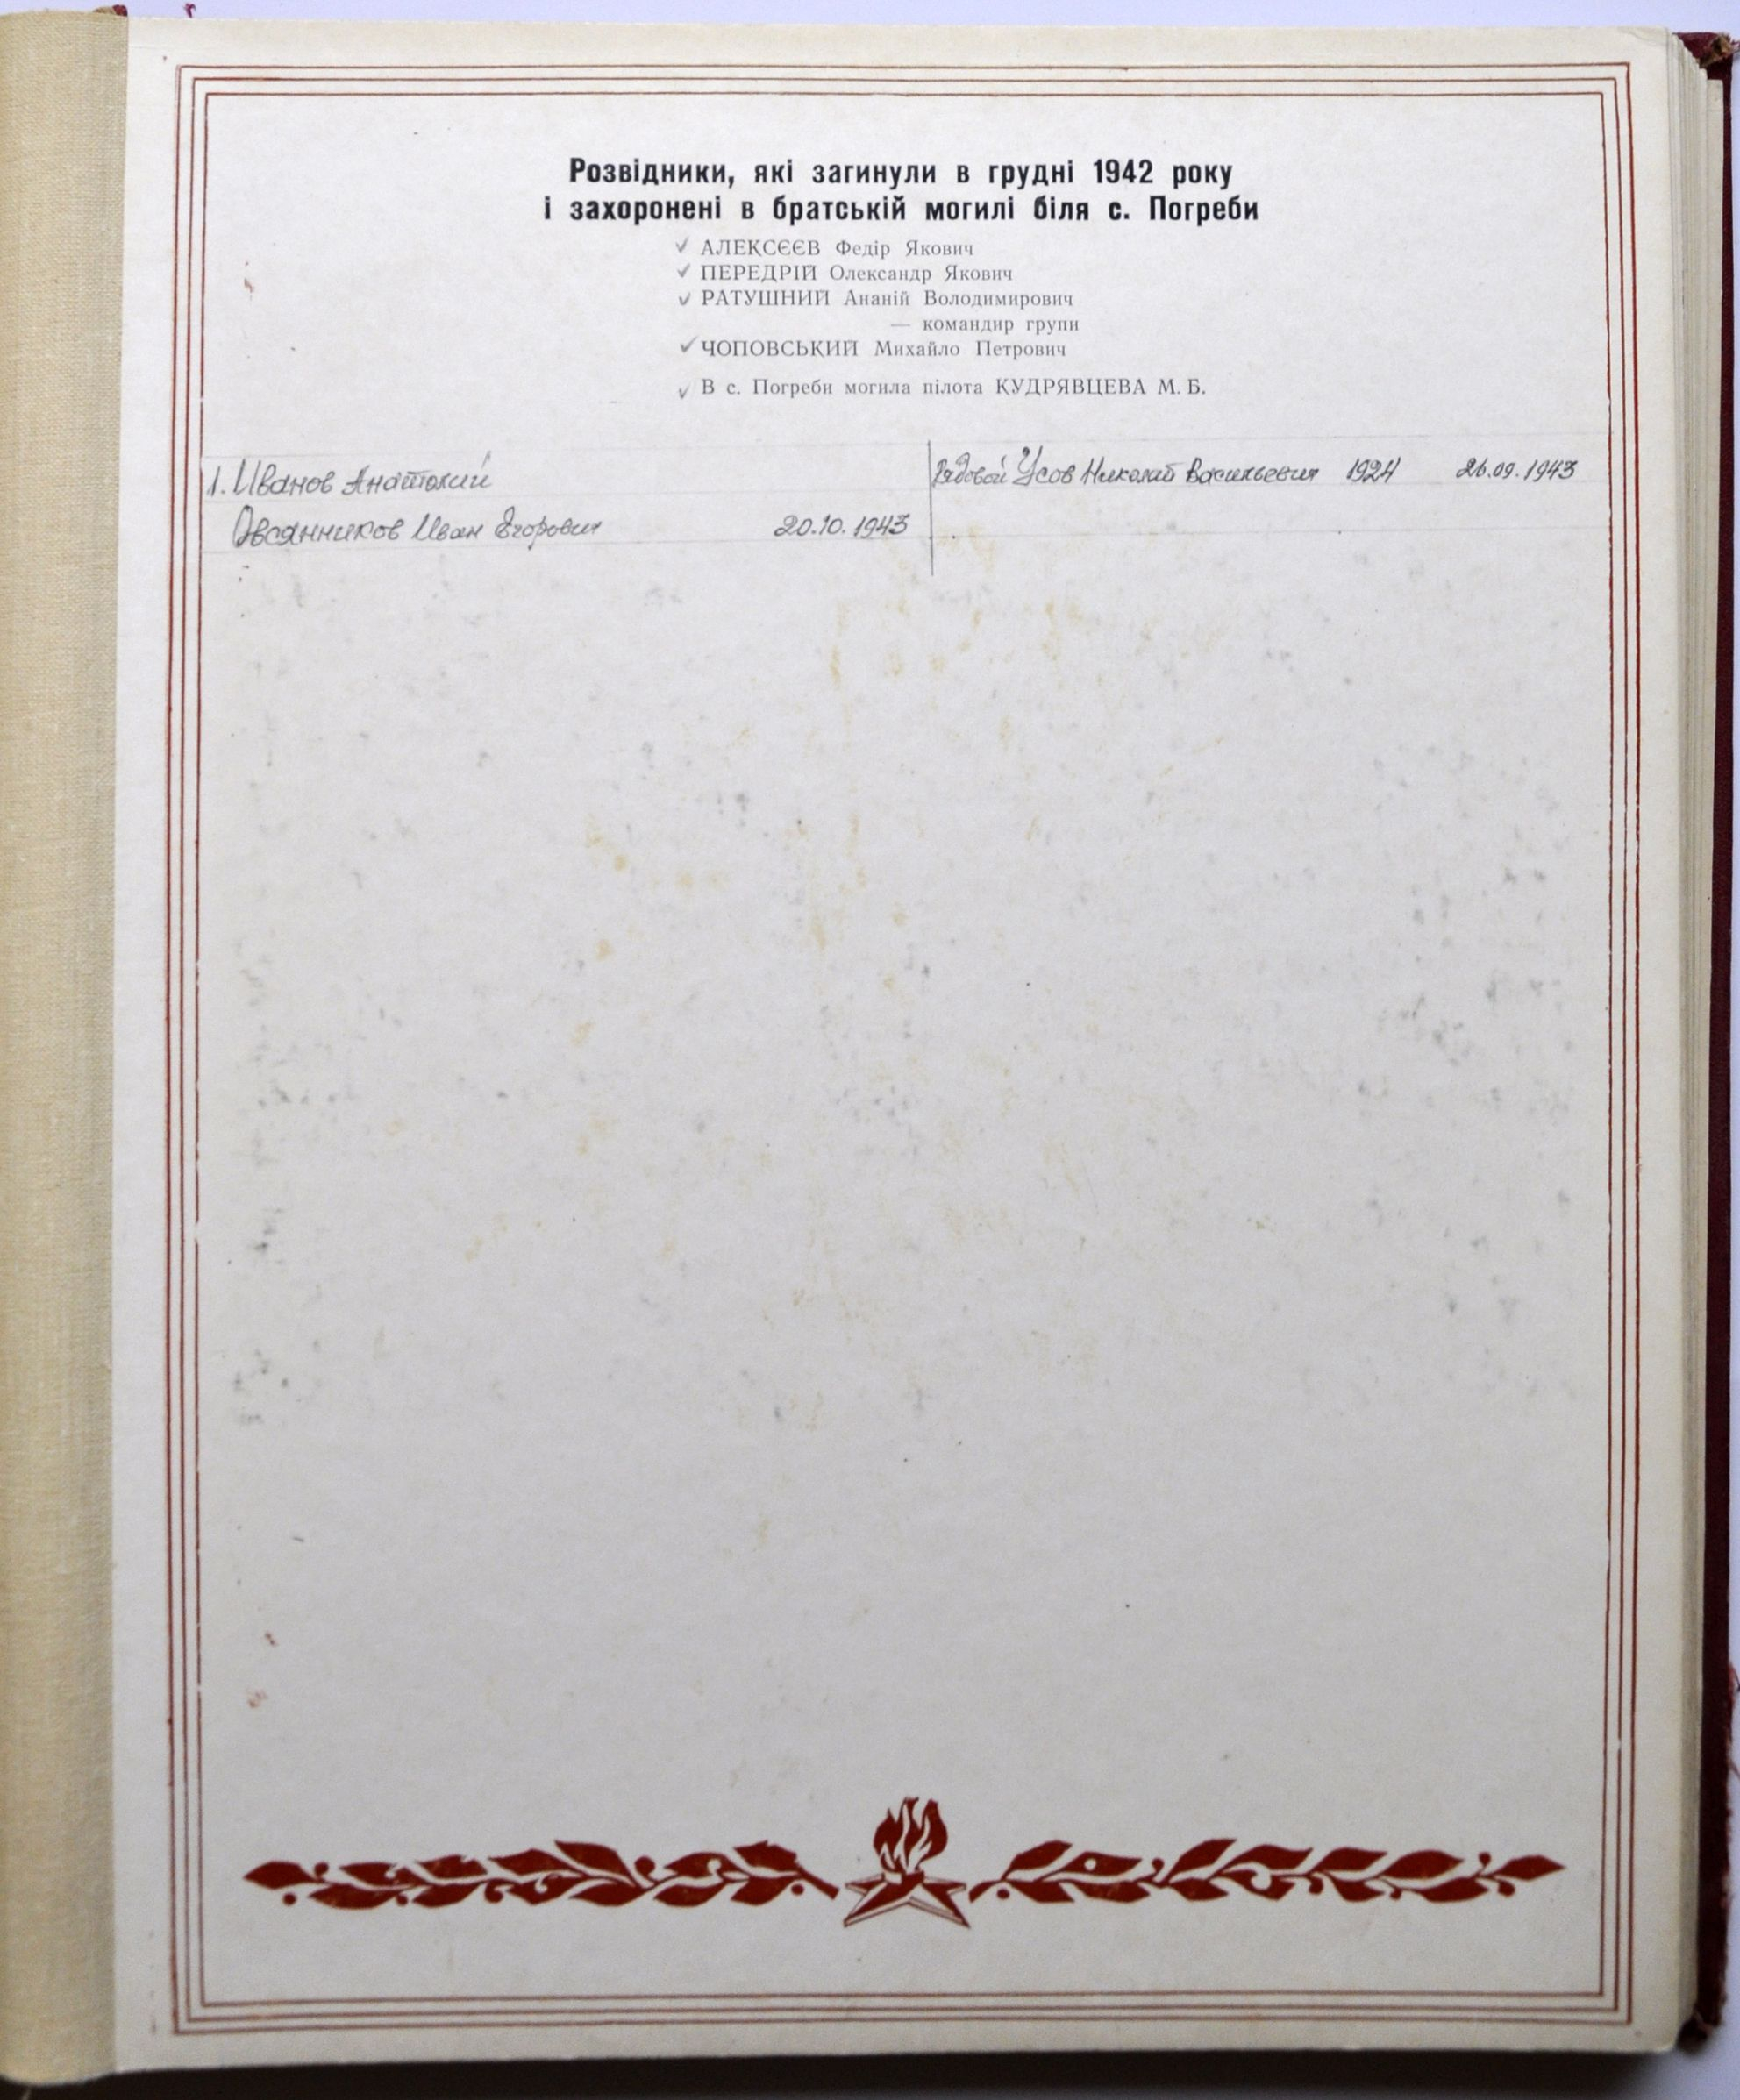 Розвідники, які загинули в грудні 1942 року
і захоронені в братській могилі біля с. Погреби
✓ АЛЕКСЄЄВ Федір Якович
✓ ПЕРЕДРІЙ Олександр Якович
✓ РАТУШНИЙ Ананій Володимирович
— командир групи
✓ ЧОПОВСЬКИЙ Михайло Петрович
✓ В с. Погреби могила пілота КУДРЯВЦЕВА М. Б.
1. Иванов Анатолий
Овсянников Иван Егорович 20.10.1943
Рядовой Усов Николай Васильевич 1924 26.09.1943